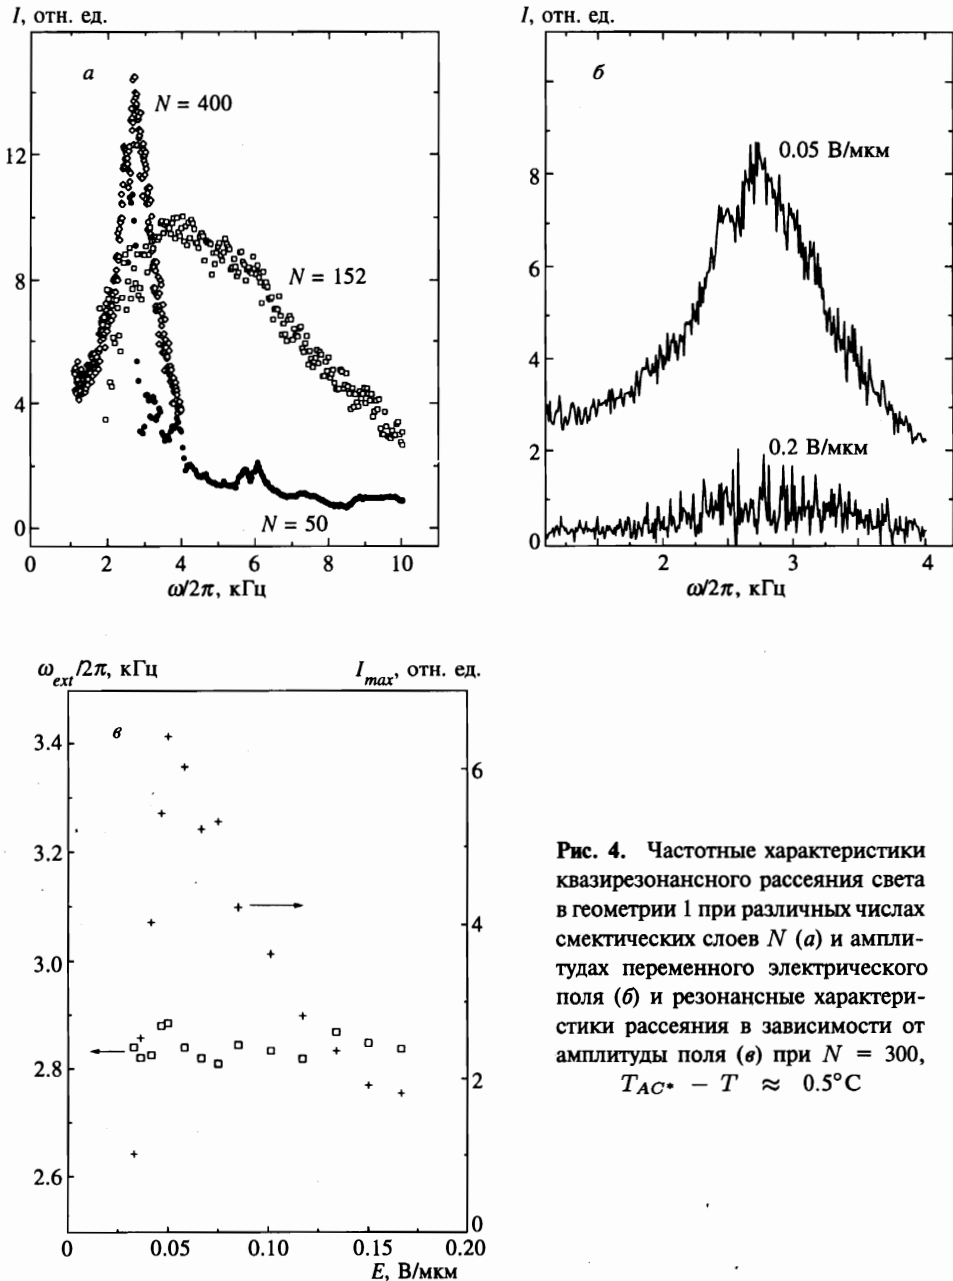 I, отн. ед.
а
N = 400
N = 152
N = 50
12
8
4
0
0 2 4 6 8 10
ω/2π, кГц
I, отн. ед.
б
0.05 В/мкм
0.2 В/мкм
8
6
4
2
0
2 3 4
ω/2π, кГц
ω_ext/2π, кГц
I_max, отн. ед.
в
3.4
3.2
3.0
2.8
2.6
6
4
2
0
0 0.05 0.10 0.15 0.20
E, В/мкм
Рис. 4. Частотные характеристики
квазирезонансного рассеяния света
в геометрии 1 при различных числах
смектических слоев N (а) и ампли-
тудах переменного электрического
поля (б) и резонансные характери-
стики рассеяния в зависимости от
амплитуды поля (в) при N = 300,
T_AC* − T ≈ 0.5°C